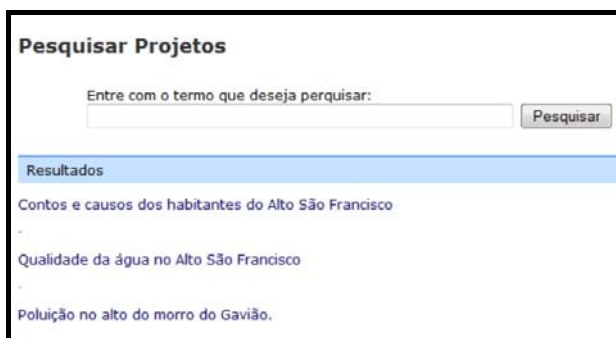 Pesquisar Projetos
Entre com o termo que deseja perquisar:
Pesquisar
Resultados
Contos e causos dos habitantes do Alto São Francisco
-
Qualidade da água no Alto São Francisco
-
Poluição no alto do morro do Gavião.